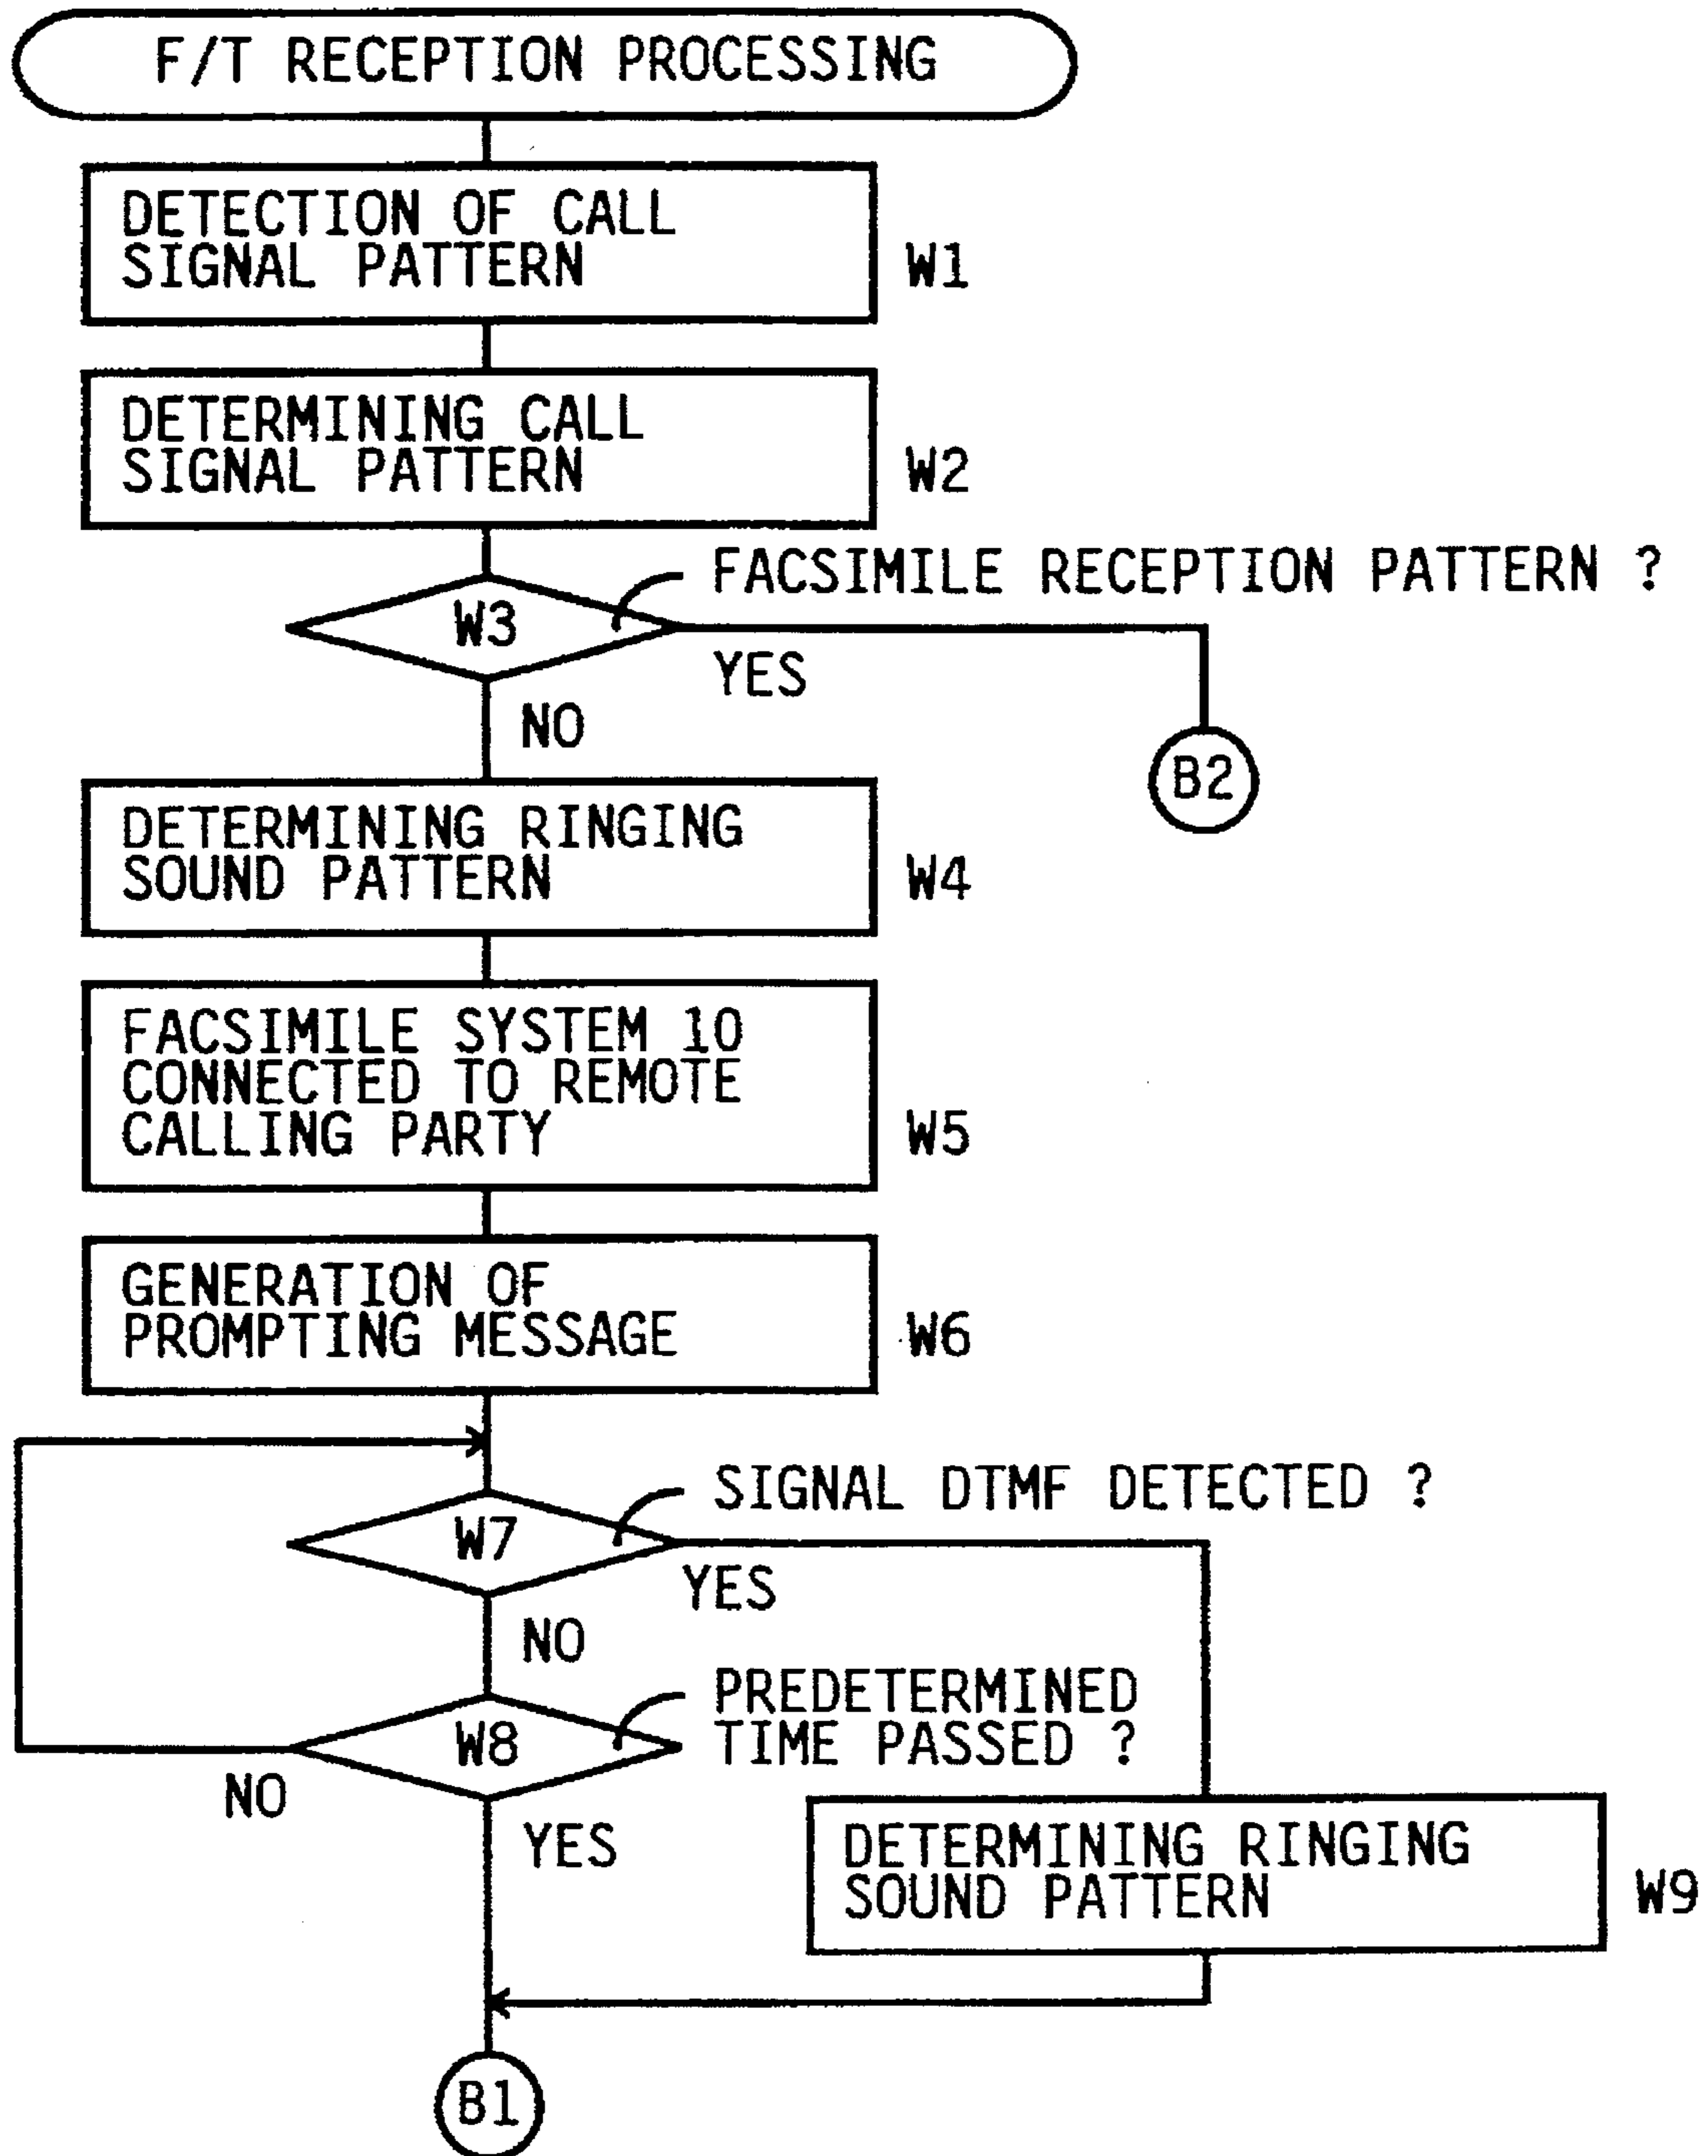 F/T RECEPTION PROCESSING
DETECTION OF CALL
SIGNAL PATTERN
W1
DETERMINING CALL
SIGNAL PATTERN
W2
FACSIMILE RECEPTION PATTERN ?
W3
YES
NO
B2
DETERMINING RINGING
SOUND PATTERN
W4
FACSIMILE SYSTEM 10
CONNECTED TO REMOTE
CALLING PARTY
W5
GENERATION OF
PROMPTING MESSAGE
W6
SIGNAL DTMF DETECTED ?
W7
YES
NO
PREDETERMINED
TIME PASSED ?
W8
NO
YES
DETERMINING RINGING
SOUND PATTERN
W9
B1